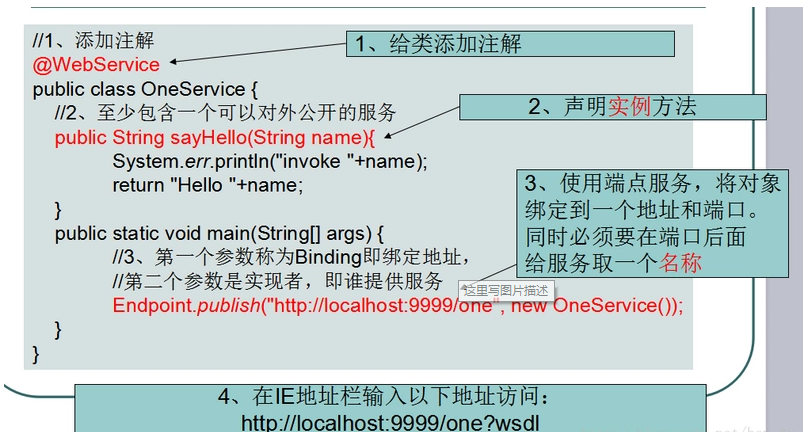 //1、添加注解
@WebService
1、给类添加注解
public class OneService {
//2、至少包含一个可以对外公开的服务
2、声明实例方法
public String sayHello(String name){
System.err.println("invoke "+name);
return "Hello "+name;
}
3、使用端点服务，将对象
绑定到一个地址和端口。
同时必须要在端口后面
给服务取一个名称
public static void main(String[] args) {
//3、第一个参数称为Binding即绑定地址，
//第二个参数是实现者，即谁提供服务
这里写图片描述
Endpoint.publish("http://localhost:9999/one", new OneService());
}
}
4、在IE地址栏输入以下地址访问：
http://localhost:9999/one?wsdl